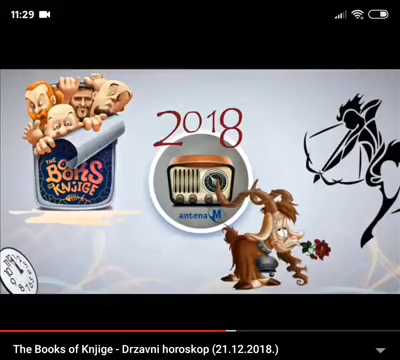 11:29
2018
THE
BOOKS
of KNJIGE
antena M
The Books of Knjige - Drzavni horoskop (21.12.2018.)